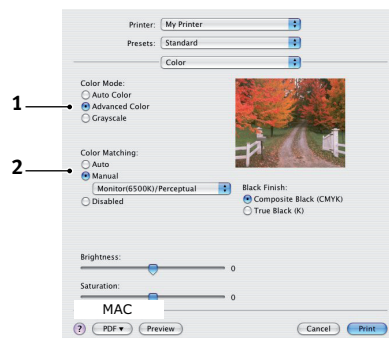 Printer: My Printer
Presets: Standard
Color
Color Mode:
Auto Color
1 Advanced Color
Grayscale
Color Matching:
Auto
2 Manual
Monitor(6500K)/Perceptual
Disabled
Black Finish:
Composite Black (CMYK)
True Black (K)
Brightness:
0
Saturation:
0
MAC
? PDF ▾ Preview Cancel Print